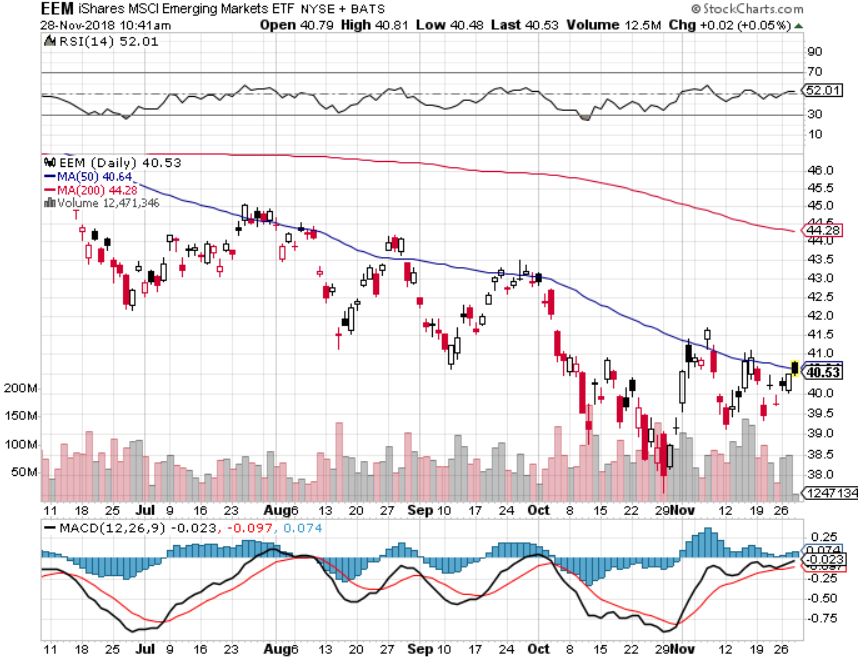 EEM iShares MSCI Emerging Markets ETF NYSE + BATS © StockCharts.com
28-Nov-2018 10:41am Open 40.79 High 40.81 Low 40.48 Last 40.53 Volume 12.5M Chg +0.02 (+0.05%)
RSI(14) 52.01
90
70
52.01
30
10
EEM (Daily) 40.53
MA(50) 40.64
MA(200) 44.28
Volume 12,471,346
46.0
45.5
45.0
44.5
44.28
44.0
43.5
43.0
42.5
42.0
41.5
41.0
40.53
40.0
39.5
39.0
38.5
38.0
200M
150M
100M
50M
1247134
11 18 25 Jul 9 16 23 Aug 6 13 20 27 Sep 10 17 24 Oct 8 15 22 29 Nov 12 19 26
MACD(12,26,9) -0.023, -0.097, 0.074
0.25
0.074
-0.023
-0.25
-0.50
-0.75
11 18 25 Jul 9 16 23 Aug 6 13 20 27 Sep 10 17 24 Oct 8 15 22 29 Nov 12 19 26